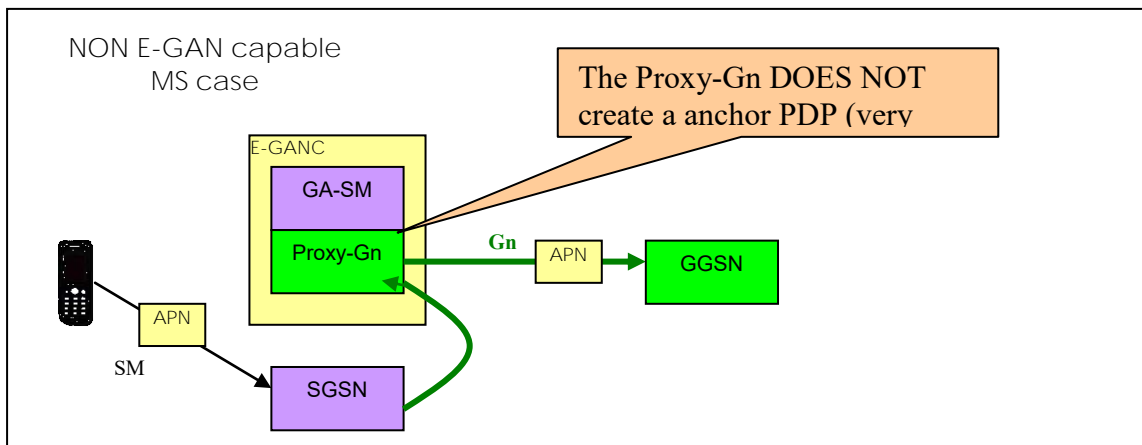 NON E-GAN capable
MS case
The Proxy-Gn DOES NOT
create a anchor PDP (very
E-GANC
GA-SM
Proxy-Gn
Gn
APN
GGSN
APN
SM
SGSN